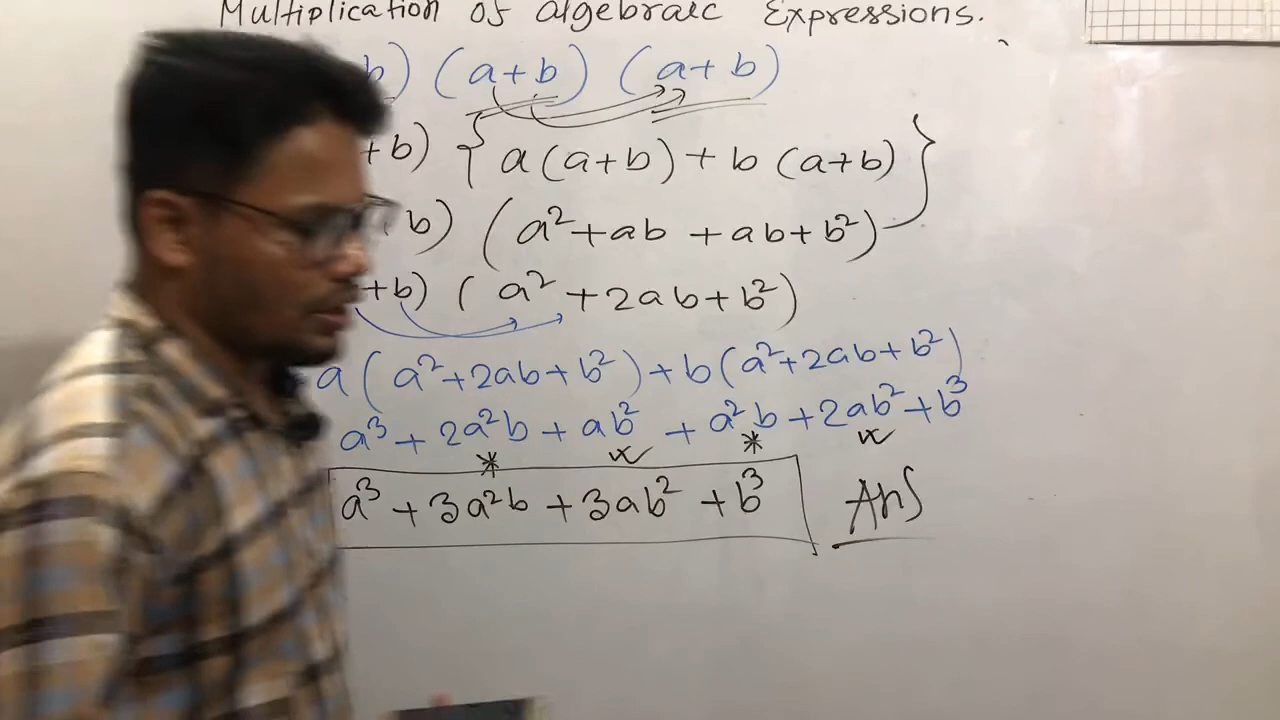 Multiplication of algebraic Expressions.
b) (a+b) (a+b)
+b) { a(a+b) + b (a+b) }
b) (a²+ab +ab+b²)
+b) ( a² +2ab+b²)
a(a²+2ab+b²)+b(a²+2ab+b²)
a³ + 2a²b + ab² + a²b +2ab² +b³
a³ +3a²b +3ab² +b³ Ans